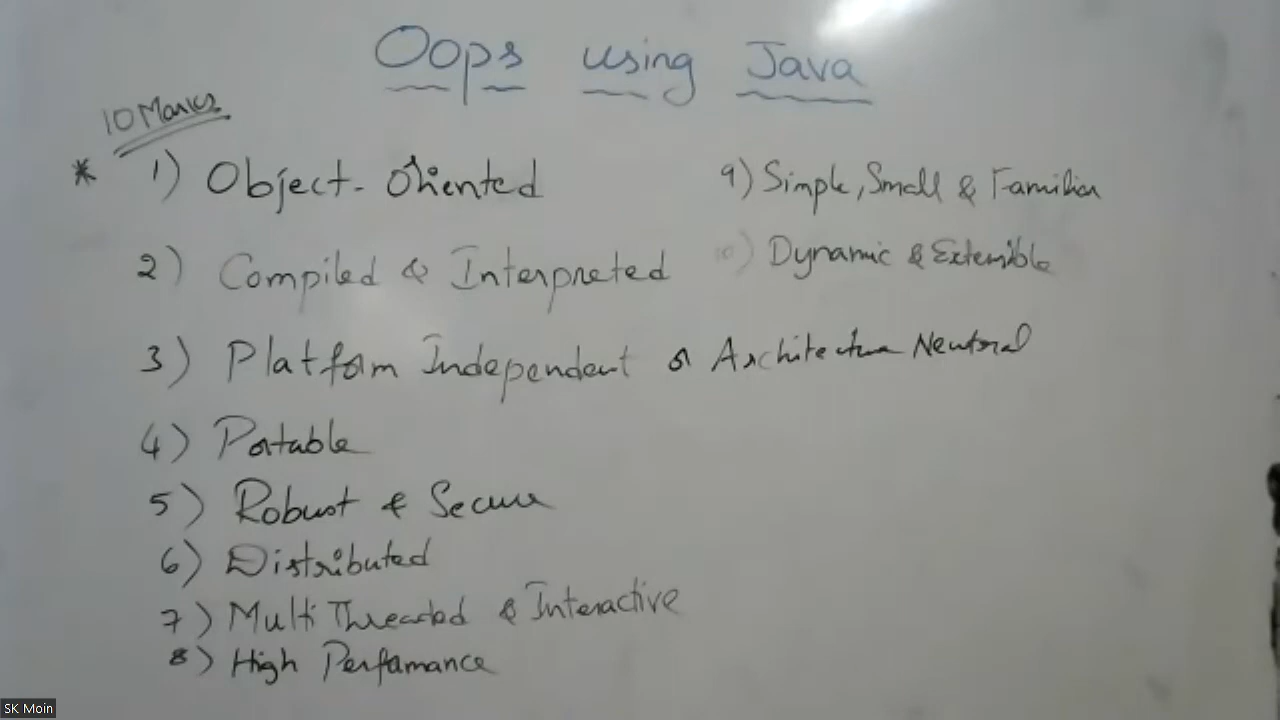 Oops using Java
10 Marks
* 1) Object-Oriented
2) Compiled & Interpreted
3) Platform Independent or Architecture Neutral
4) Portable
5) Robust & Secure
6) Distributed
7) Multi Threaded & Interactive
8) High Performance
9) Simple, Small & Familiar
10) Dynamic & Extensible
SK Moin